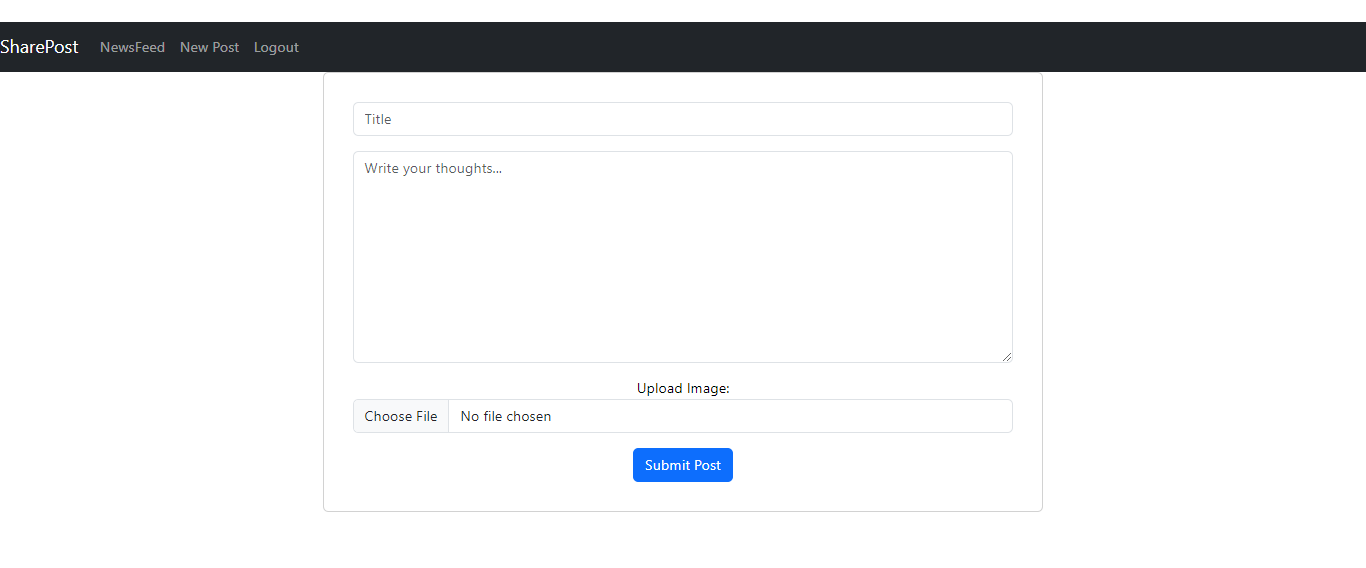 SharePost NewsFeed New Post Logout
Title
Write your thoughts...
Upload Image:
Choose File No file chosen
Submit Post